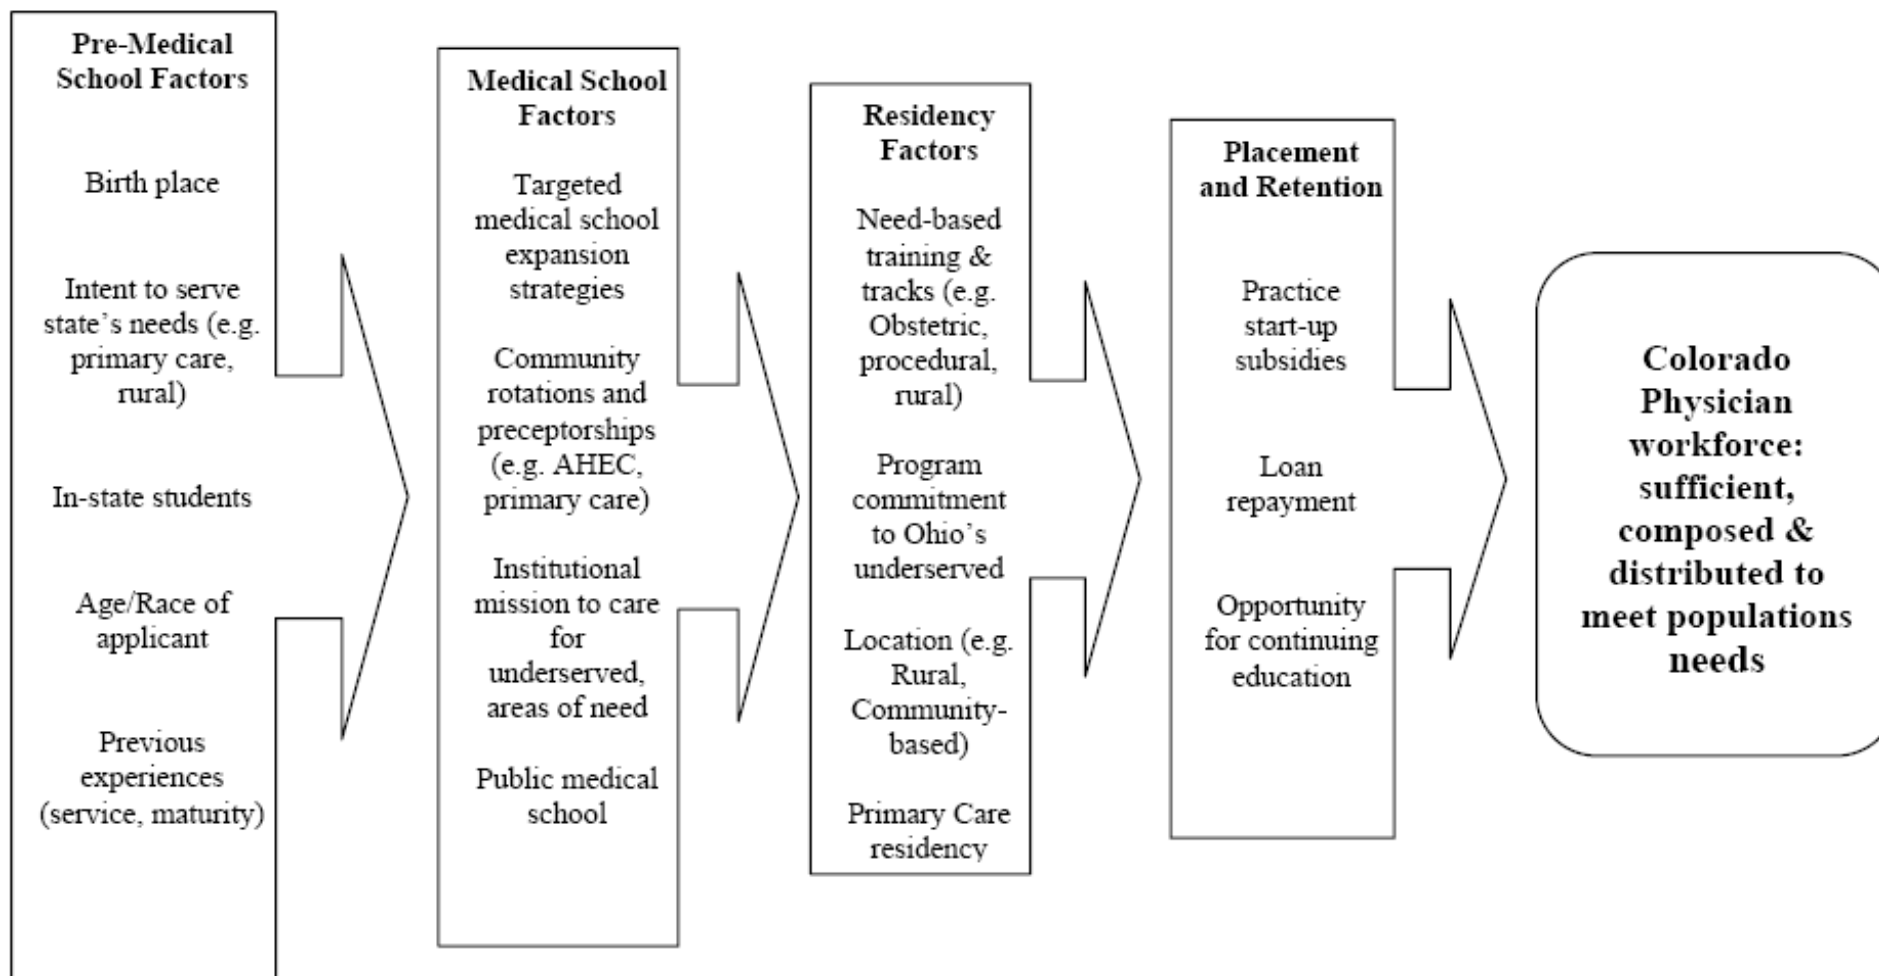 Pre-Medical
School Factors
Birth place
Intent to serve
state’s needs (e.g.
primary care,
rural)
In-state students
Age/Race of
applicant
Previous
experiences
(service, maturity)
Medical School
Factors
Targeted
medical school
expansion
strategies
Community
rotations and
preceptorships
(e.g. AHEC,
primary care)
Institutional
mission to care
for
underserved,
areas of need
Public medical
school
Residency
Factors
Need-based
training &
tracks (e.g.
Obstetric,
procedural,
rural)
Program
commitment
to Ohio’s
underserved
Location (e.g.
Rural,
Community-
based)
Primary Care
residency
Placement
and Retention
Practice
start-up
subsidies
Loan
repayment
Opportunity
for continuing
education
Colorado
Physician
workforce:
sufficient,
composed &
distributed to
meet populations
needs